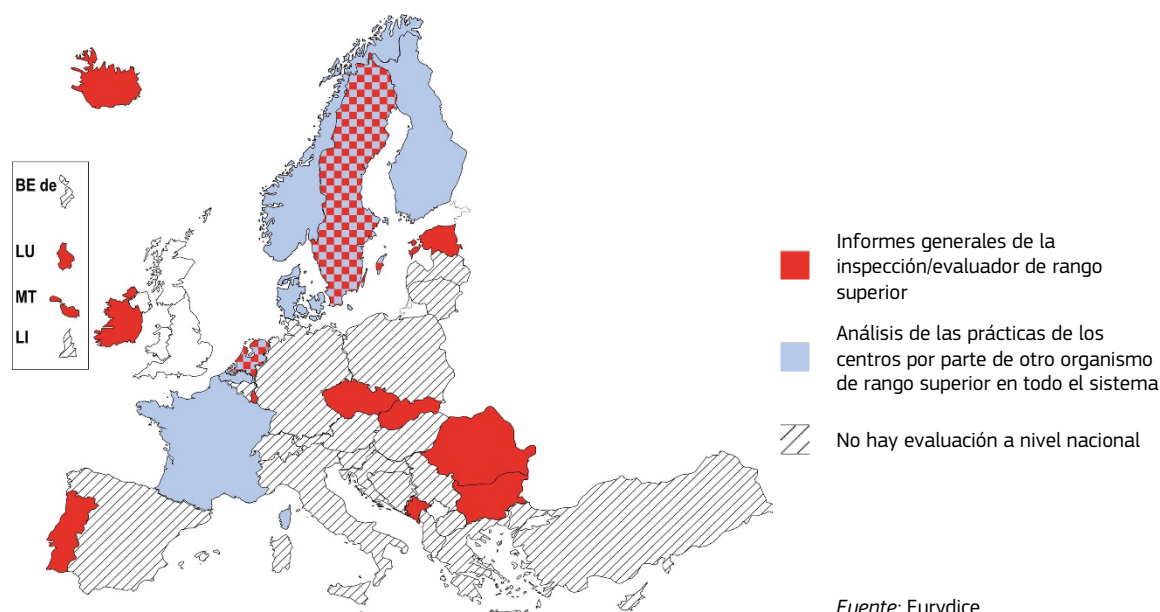 BE de
LU
MT
LI
Informes generales de la
inspección/evaluador de rango
superior
Análisis de las prácticas de los
centros por parte de otro organismo
de rango superior en todo el sistema
No hay evaluación a nivel nacional
Fuente: Eurydice